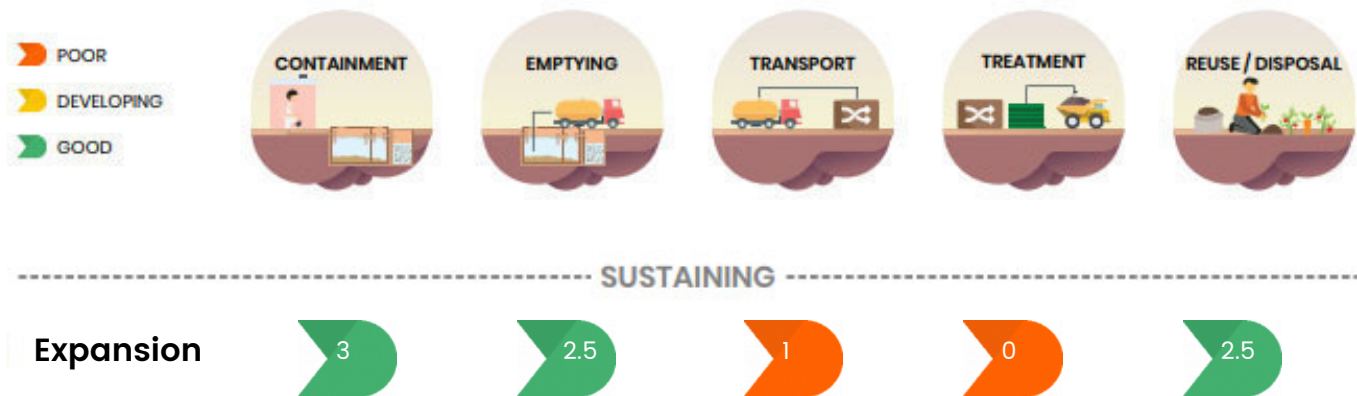 POOR
DEVELOPING
GOOD
CONTAINMENT
EMPTYING
TRANSPORT
TREATMENT
REUSE / DISPOSAL
SUSTAINING
Expansion 3 2.5 1 0 2.5